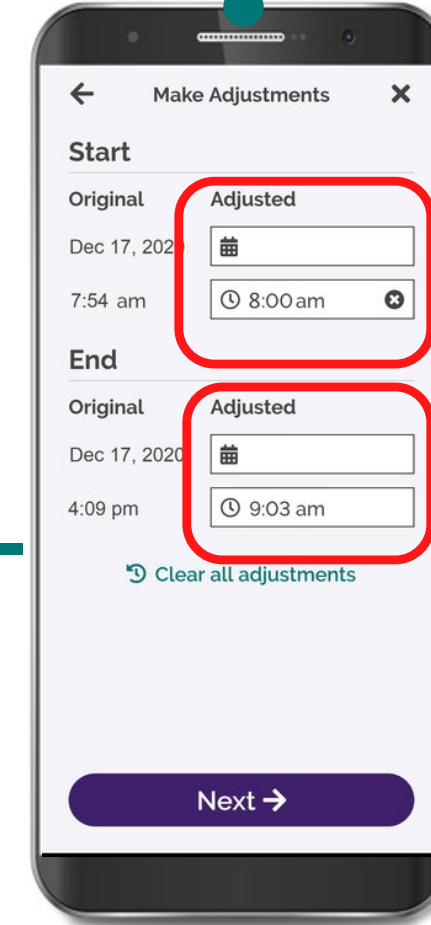 Make Adjustments
Start
Original Adjusted
Dec 17, 2020
7:54 am 8:00 am
End
Original Adjusted
Dec 17, 2020
4:09 pm 9:03 am
Clear all adjustments
Next